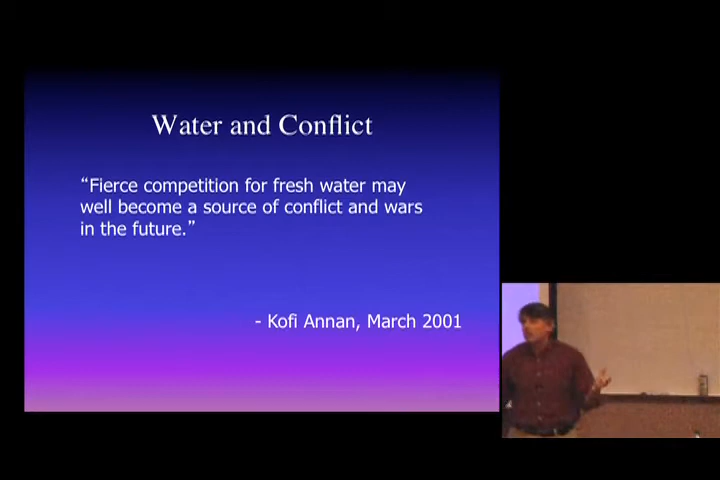 Water and Conflict
“Fierce competition for fresh water may
well become a source of conflict and wars
in the future.”
- Kofi Annan, March 2001